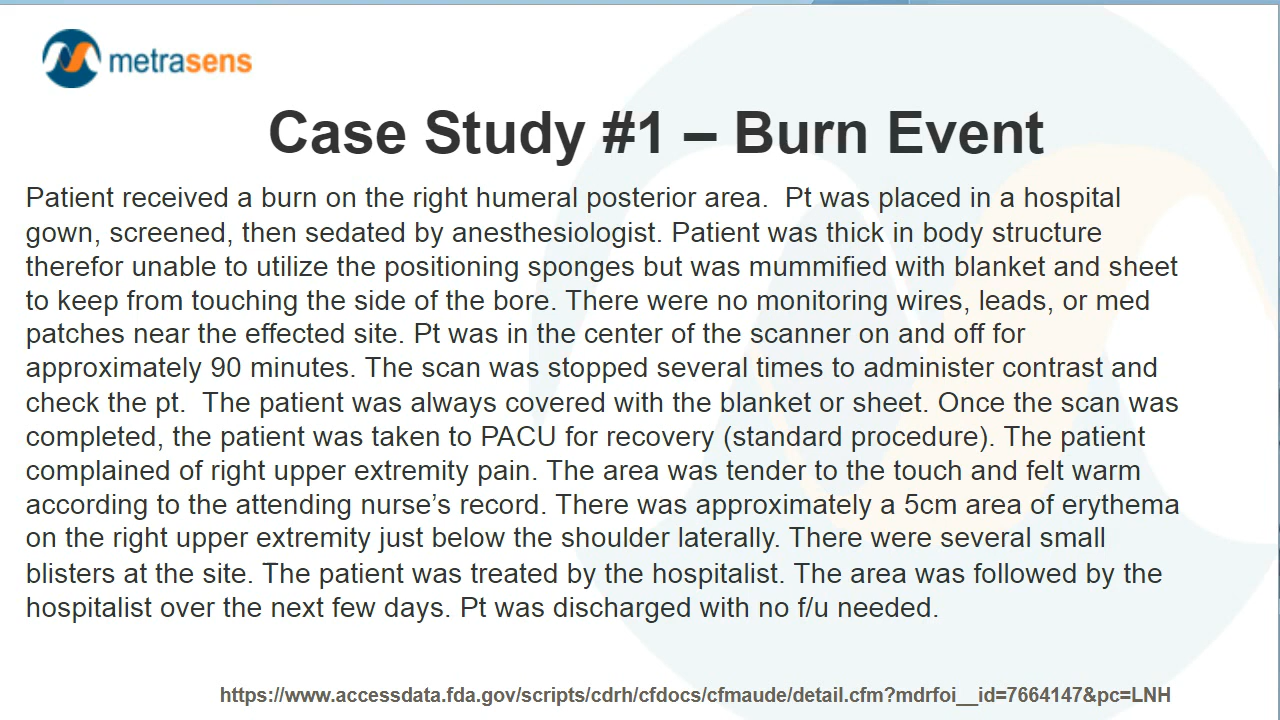 metrasens
Case Study #1 – Burn Event
Patient received a burn on the right humeral posterior area.  Pt was placed in a hospital
gown, screened, then sedated by anesthesiologist. Patient was thick in body structure
therefor unable to utilize the positioning sponges but was mummified with blanket and sheet
to keep from touching the side of the bore. There were no monitoring wires, leads, or med
patches near the effected site. Pt was in the center of the scanner on and off for
approximately 90 minutes. The scan was stopped several times to administer contrast and
check the pt.  The patient was always covered with the blanket or sheet. Once the scan was
completed, the patient was taken to PACU for recovery (standard procedure). The patient
complained of right upper extremity pain. The area was tender to the touch and felt warm
according to the attending nurse’s record. There was approximately a 5cm area of erythema
on the right upper extremity just below the shoulder laterally. There were several small
blisters at the site. The patient was treated by the hospitalist. The area was followed by the
hospitalist over the next few days. Pt was discharged with no f/u needed.
https://www.accessdata.fda.gov/scripts/cdrh/cfdocs/cfmaude/detail.cfm?mdrfoi__id=7664147&pc=LNH